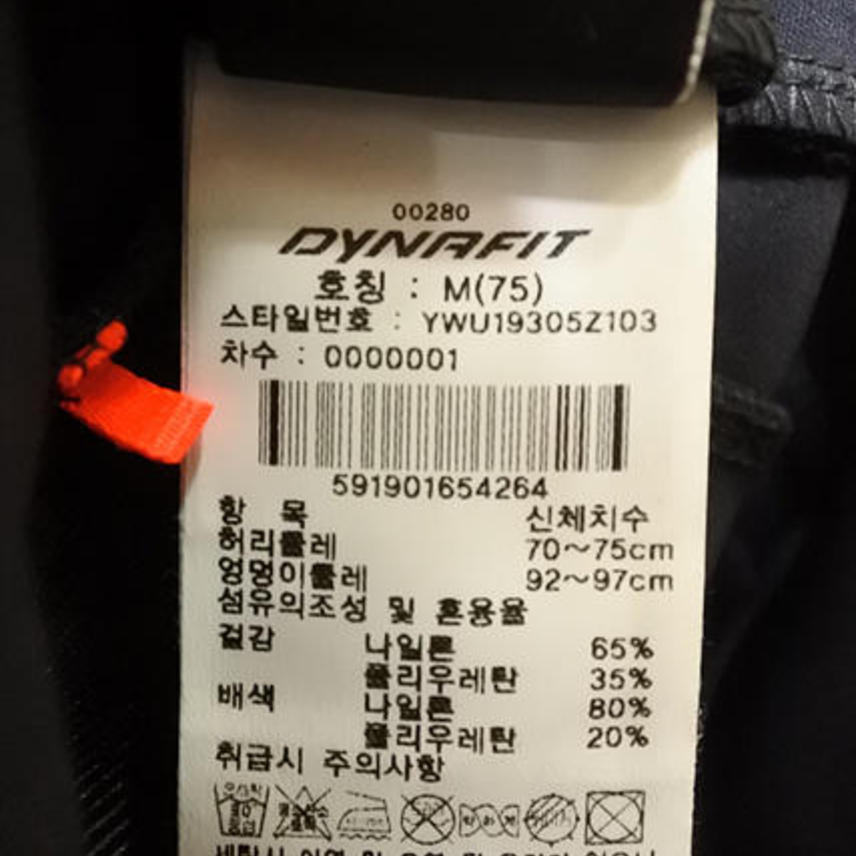 00280
DYNAFIT
호칭 : M(75)
스타일번호 : YWU19305Z103
차수 : 0000001
591901654264
항 목 신체치수
허리둘레 70~75cm
엉덩이둘레 92~97cm
섬유의조성 및 혼용율
겉감 나일론 65%
폴리우레탄 35%
배색 나일론 80%
폴리우레탄 20%
취급시 주의사항